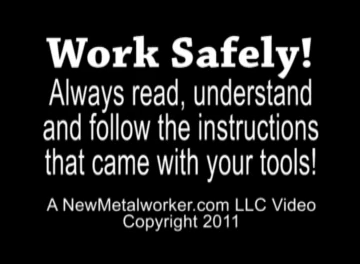 Work Safely!
Always read, understand
and follow the instructions
that came with your tools!
A NewMetalworker.com LLC Video
Copyright 2011